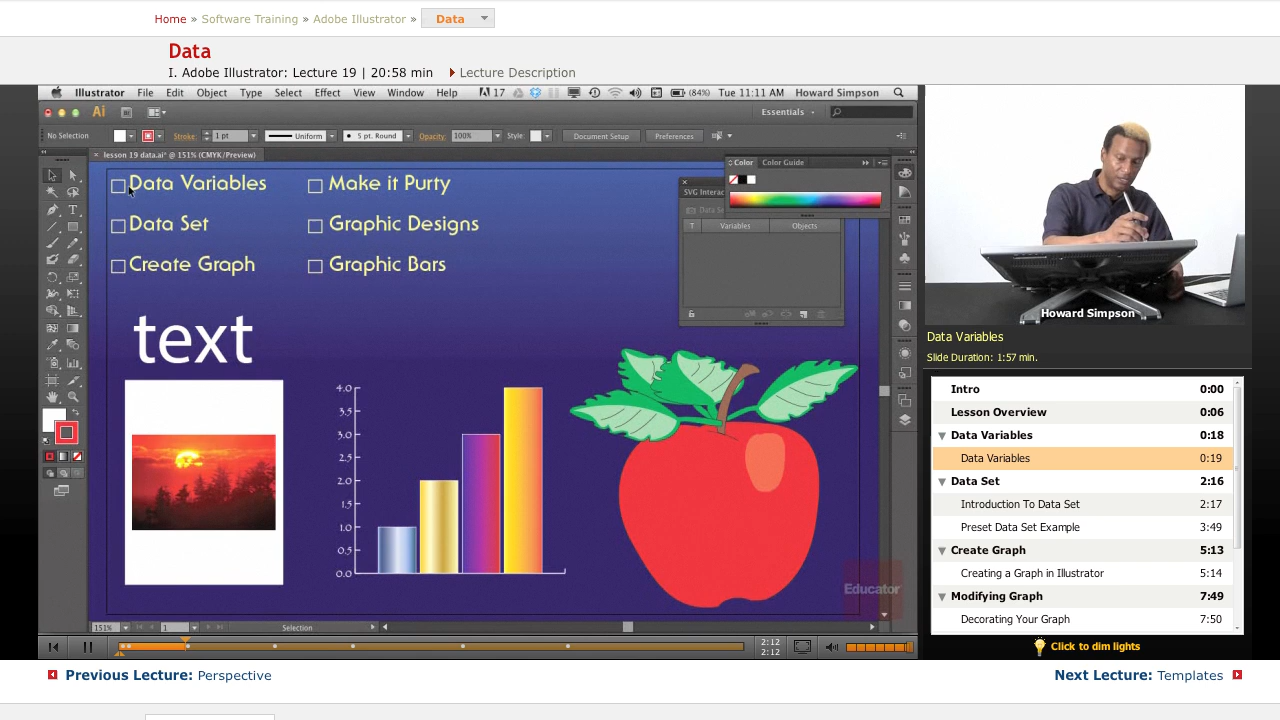 Home » Software Training » Adobe Illustrator » Data
Data
I. Adobe Illustrator: Lecture 19 | 20:58 min Lecture Description
Illustrator File Edit Object Type Select Effect View Window Help 17 (84%) Tue 11:11 AM Howard Simpson
Ai Essentials
No Selection Stroke: 1 pt Uniform 5 pt. Round Opacity: 100% Style: Document Setup Preferences
× lesson 19 data.ai* @ 151% (CMYK/Preview)
Color Color Guide
SVG Interac
Data Se
T Variables Objects
Data Variables Make it Purty
Data Set Graphic Designs
Create Graph Graphic Bars
text
4.0
3.5
3.0
2.5
2.0
1.5
1.0
0.5
0.0
Educator
151% 1 Selection
2:12
2:12
Howard Simpson
Data Variables
Slide Duration: 1:57 min.
Intro 0:00
Lesson Overview 0:06
Data Variables 0:18
Data Variables 0:19
Data Set 2:16
Introduction To Data Set 2:17
Preset Data Set Example 3:49
Create Graph 5:13
Creating a Graph in Illustrator 5:14
Modifying Graph 7:49
Decorating Your Graph 7:50
Click to dim lights
Previous Lecture: Perspective
Next Lecture: Templates